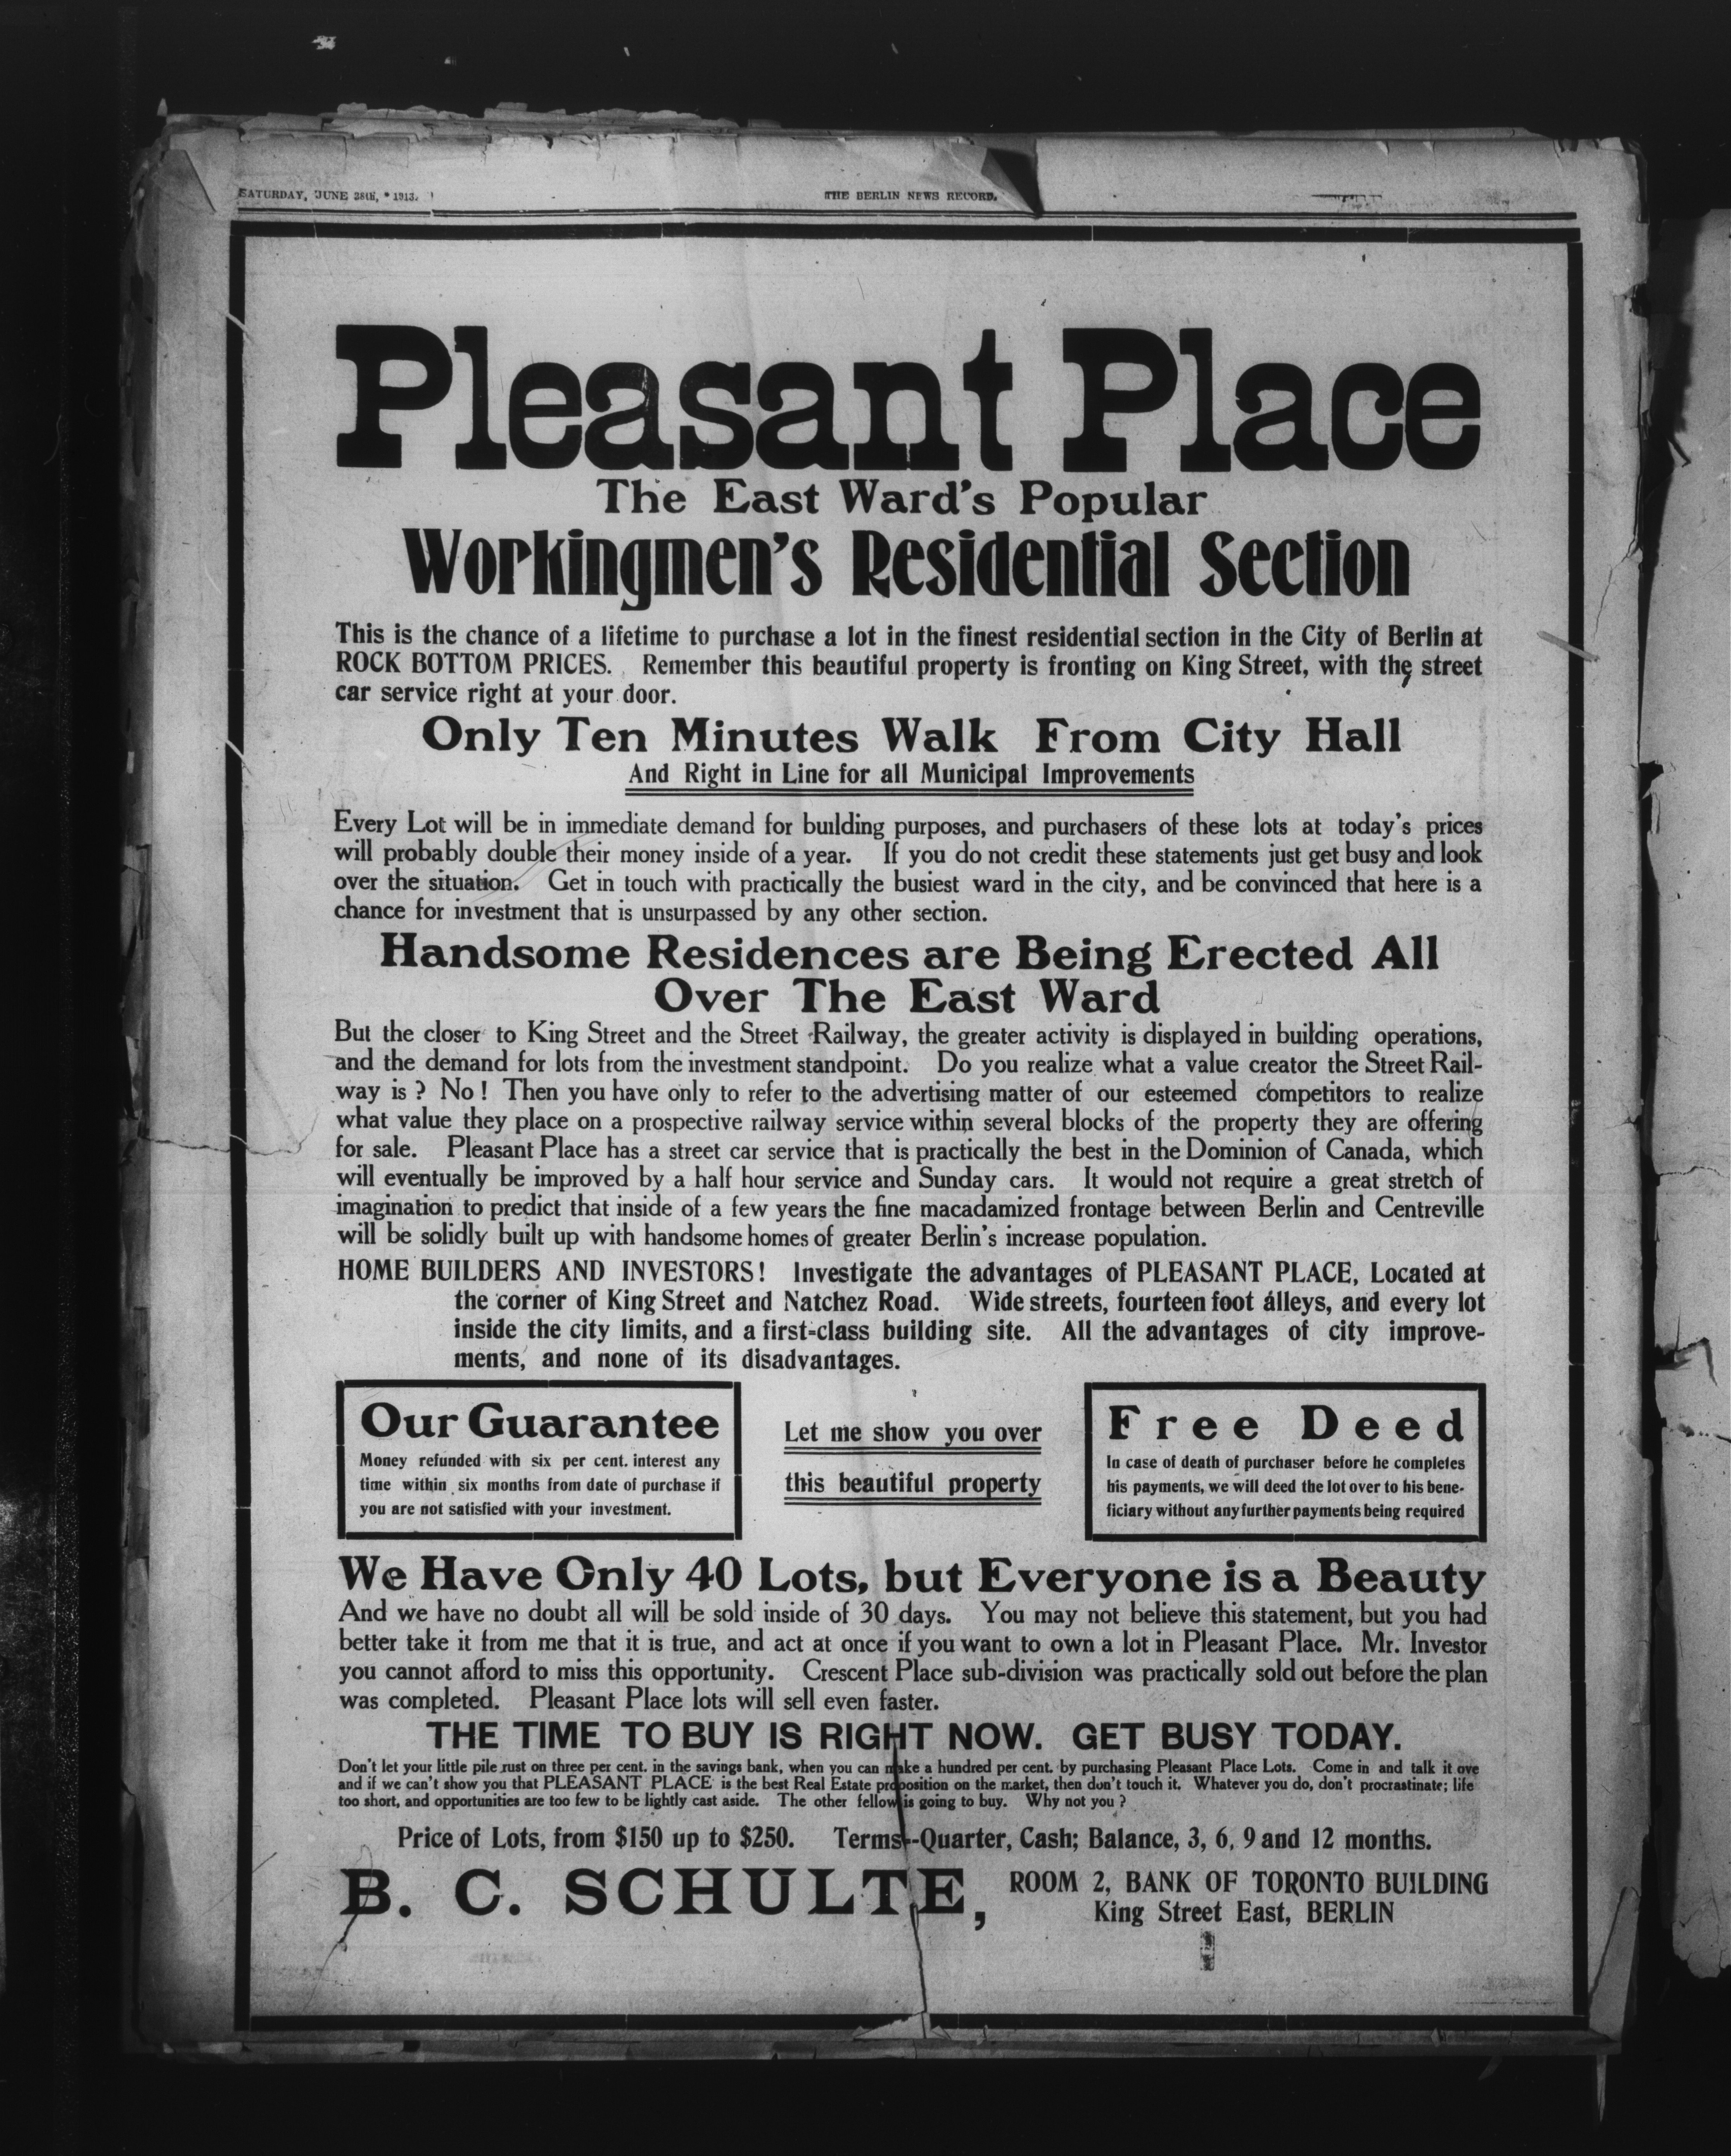 SATURDAY, JUNE 28th, 1913.
THE BERLIN NEWS RECORD,
Pleasant Place
The East Ward's Popular
Workingmen's Residential Section
This is the chance of a lifetime to purchase a lot in the finest residential section in the City of Berlin at
ROCK BOTTOM PRICES. Remember this beautiful property is fronting on King Street, with the street
car service right at your door.
Only Ten Minutes Walk From City Hall
And Right in Line for all Municipal Improvements
Every Lot will be in immediate demand for building purposes, and purchasers of these lots at today's prices
will probably double their money inside of a year. If you do not credit these statements just get busy and look
over the situation. Get in touch with practically the busiest ward in the city, and be convinced that here is a
chance for investment that is unsurpassed by any other section.
Handsome Residences are Being Erected All
Over The East Ward
But the closer to King Street and the Street Railway, the greater activity is displayed in building operations,
and the demand for lots from the investment standpoint. Do you realize what a value creator the Street Rail-
way is ? No ! Then you have only to refer to the advertising matter of our esteemed competitors to realize
what value they place on a prospective railway service within several blocks of the property they are offering
for sale. Pleasant Place has a street car service that is practically the best in the Dominion of Canada, which
will eventually be improved by a half hour service and Sunday cars. It would not require a great stretch of
imagination to predict that inside of a few years the fine macadamized frontage between Berlin and Centreville
will be solidly built up with handsome homes of greater Berlin's increase population.
HOME BUILDERS AND INVESTORS! Investigate the advantages of PLEASANT PLACE, Located at
the corner of King Street and Natchez Road. Wide streets, fourteen foot alleys, and every lot
inside the city limits, and a first-class building site. All the advantages of city improve-
ments, and none of its disadvantages.
Our Guarantee
Money refunded with six per cent. interest any
time within six months from date of purchase if
you are not satisfied with your investment.
Let me show you over
this beautiful property
Free Deed
In case of death of purchaser before he completes
his payments, we will deed the lot over to his bene-
ficiary without any further payments being required
We Have Only 40 Lots, but Everyone is a Beauty
And we have no doubt all will be sold inside of 30 days. You may not believe this statement, but you had
better take it from me that it is true, and act at once if you want to own a lot in Pleasant Place. Mr. Investor
you cannot afford to miss this opportunity. Crescent Place sub-division was practically sold out before the plan
was completed. Pleasant Place lots will sell even faster.
THE TIME TO BUY IS RIGHT NOW. GET BUSY TODAY.
Don't let your little pile rust on three per cent. in the savings bank, when you can make a hundred per cent. by purchasing Pleasant Place Lots. Come in and talk it ove
and if we can't show you that PLEASANT PLACE is the best Real Estate proposition on the market, then don't touch it. Whatever you do, don't procrastinate; life
too short, and opportunities are too few to be lightly cast aside. The other fellow is going to buy. Why not you ?
Price of Lots, from $150 up to $250. Terms--Quarter, Cash; Balance, 3, 6, 9 and 12 months.
B. C. SCHULTE,
ROOM 2, BANK OF TORONTO BUILDING
King Street East, BERLIN